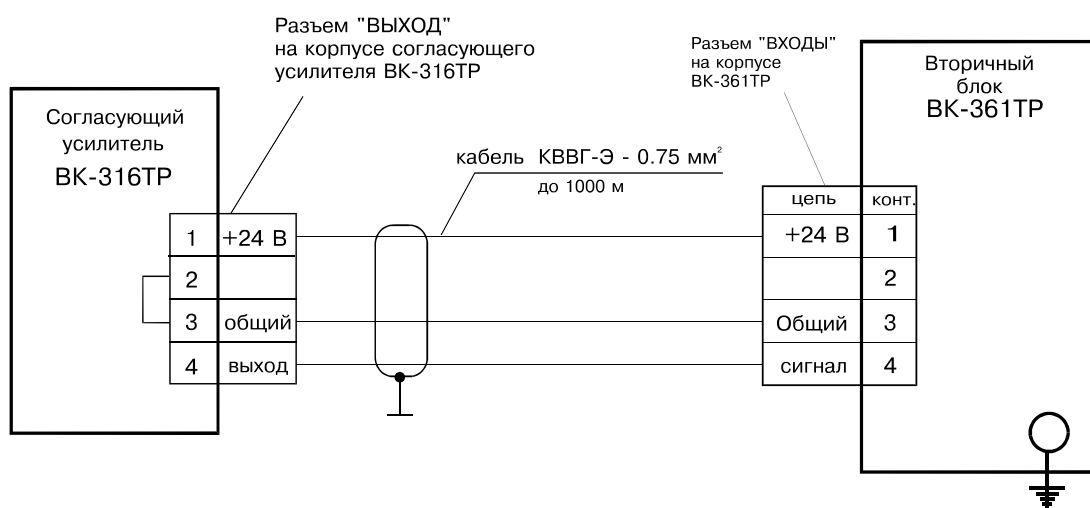 Разъем "ВЫХОД"
на корпусе согласующего
усилителя ВК-316ТР
Разъем "ВХОДЫ"
на корпусе
ВК-361ТР
Вторичный
блок
ВК-361ТР
Согласующий
усилитель
ВК-316ТР
кабель КВВГ-Э - 0.75 мм²
до 1000 м
цепь конт.
1 +24 В
+24 В 1
2
2
3 общий
Общий 3
4 выход
сигнал 4